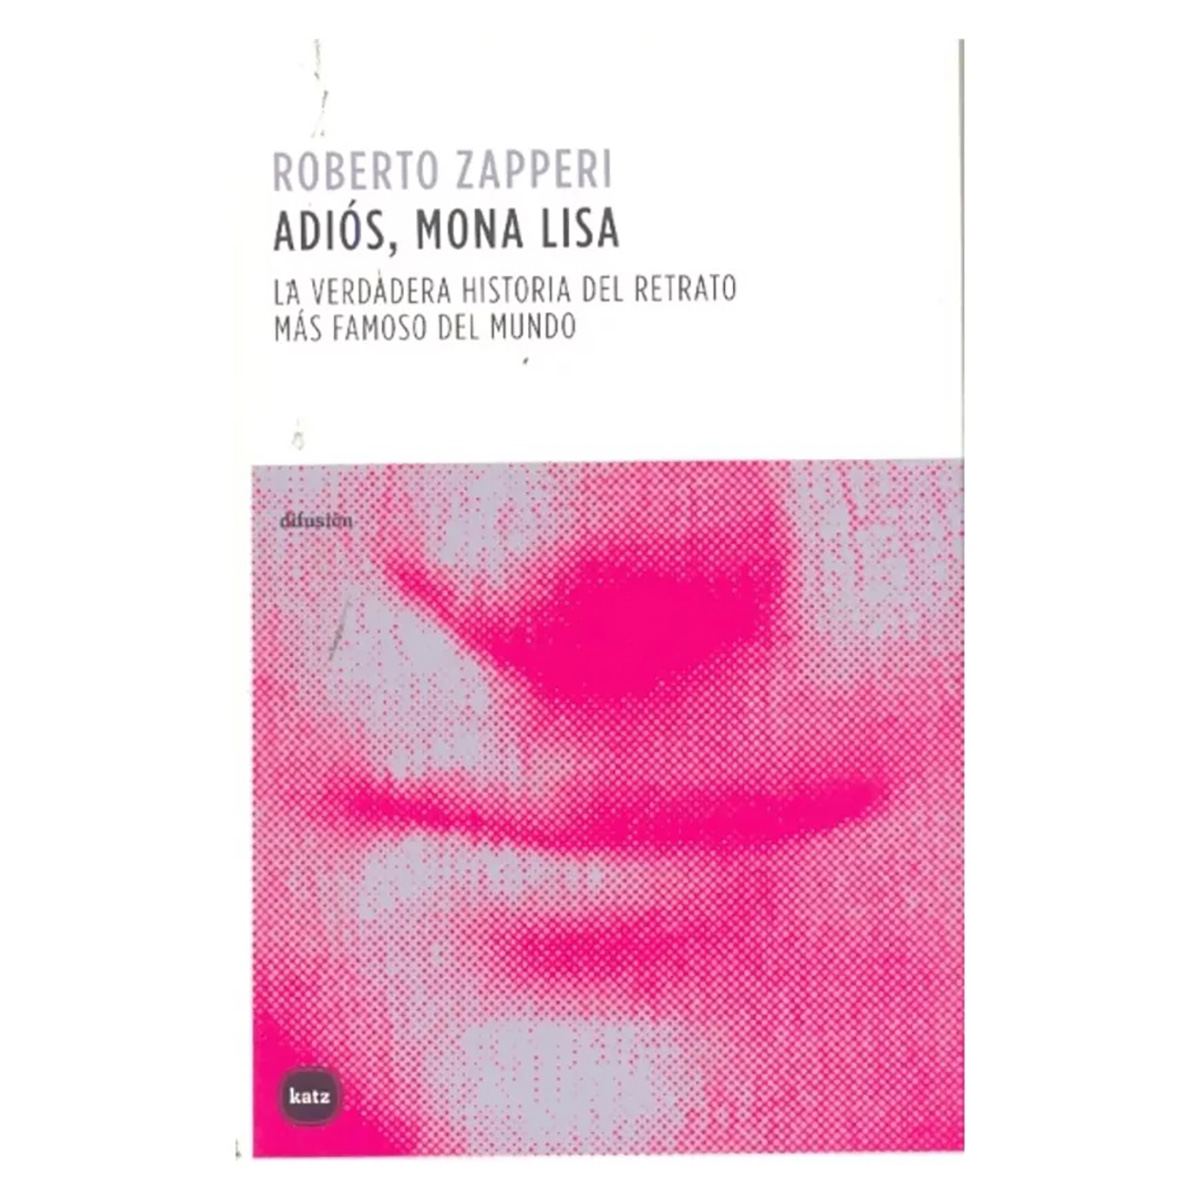 ROBERTO ZAPPERI
ADIÓS, MONA LISA
LA VERDADERA HISTORIA DEL RETRATO
MÁS FAMOSO DEL MUNDO
difusión
katz